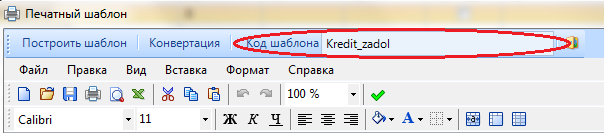 Печатный шаблон
Построить шаблон Конвертация Код шаблона Kredit_zadol
Файл Правка Вид Вставка Формат Справка
100 %
Calibri 11 Ж К Ч A